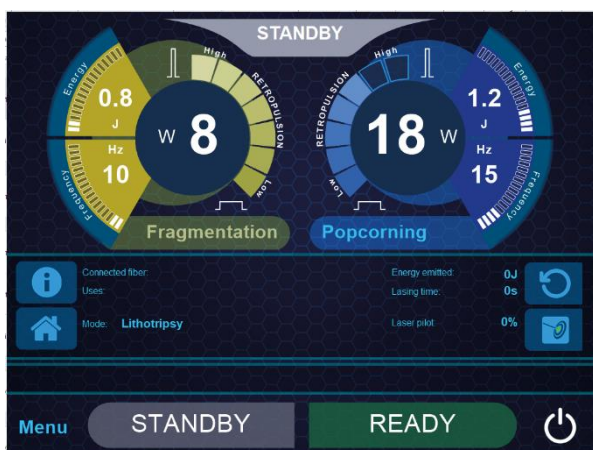 STANDBY
Energy
0.8
J
Hz
10
Frequency
W 8
High
RETROPULSION
Low
Fragmentation
High
RETROPULSION
Low
18 W
Energy
1.2
J
Hz
15
Frequency
Popcorning
Connected fiber:
Uses:
Mode: Lithotripsy
Energy emitted: 0J
Lasing time: 0s
Laser pilot 0%
Menu
STANDBY
READY